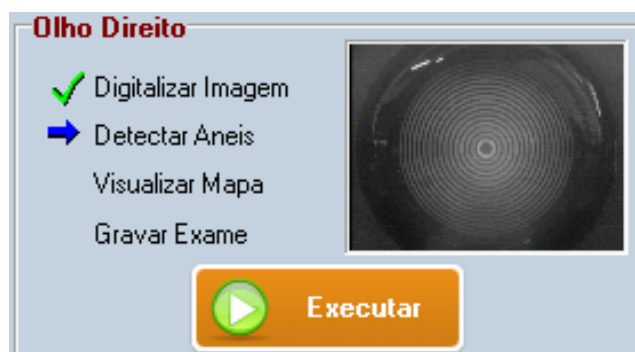 Olho Direito
Digitalizar Imagem
Detectar Aneis
Visualizar Mapa
Gravar Exame
Executar